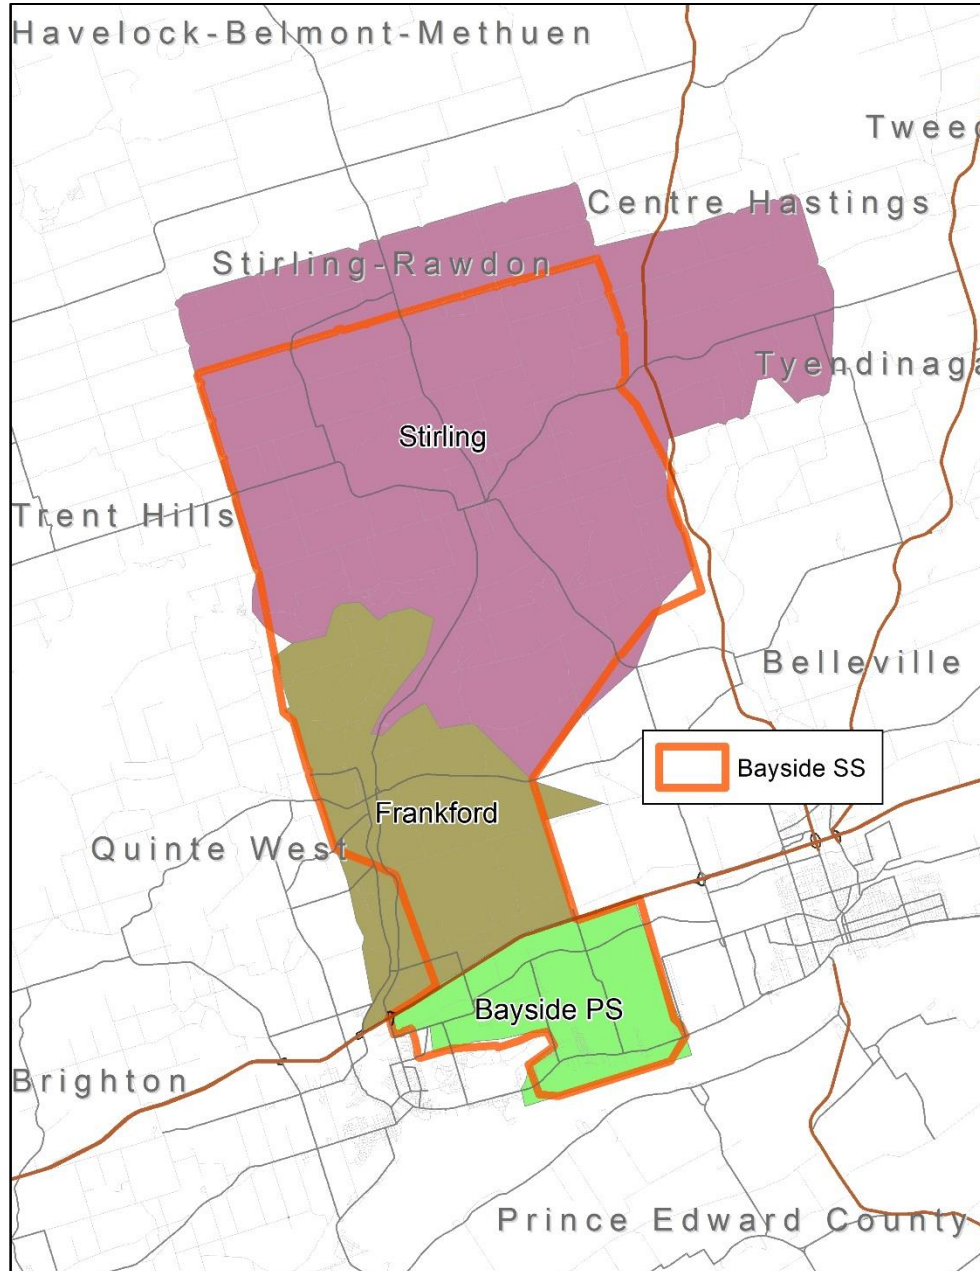 Havelock-Belmont-Methuen
Tweed
Centre Hastings
Stirling-Rawdon
Tyendinaga
Stirling
Trent Hills
Belleville
Bayside SS
Frankford
Quinte West
Bayside PS
Brighton
Prince Edward County